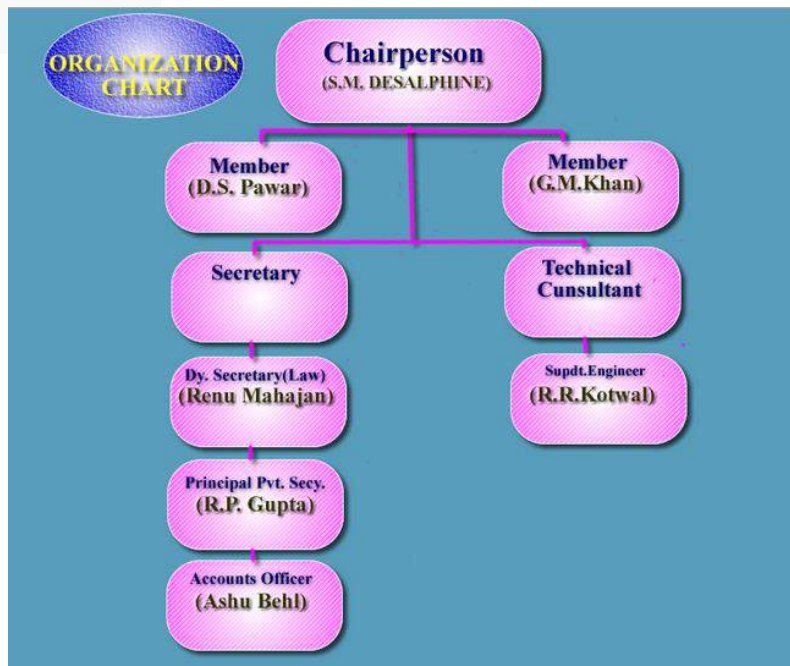 ORGANIZATION
CHART
Chairperson
(S.M. DESALPHINE)
Member
(D.S. Pawar)
Member
(G.M.Khan)
Secretary
Technical
Cunsultant
Dy. Secretary(Law)
(Renu Mahajan)
Supdt.Engineer
(R.R.Kotwal)
Principal Pvt. Secy.
(R.P. Gupta)
Accounts Officer
(Ashu Behl)